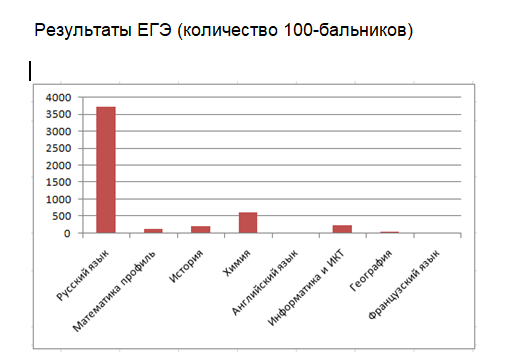 Результаты ЕГЭ (количество 100-бальников)
4000
3500
3000
2500
2000
1500
1000
500
0
Русский язык
Математика профиль
История
Химия
Английский язык
Информатика и ИКТ
География
Французский язык